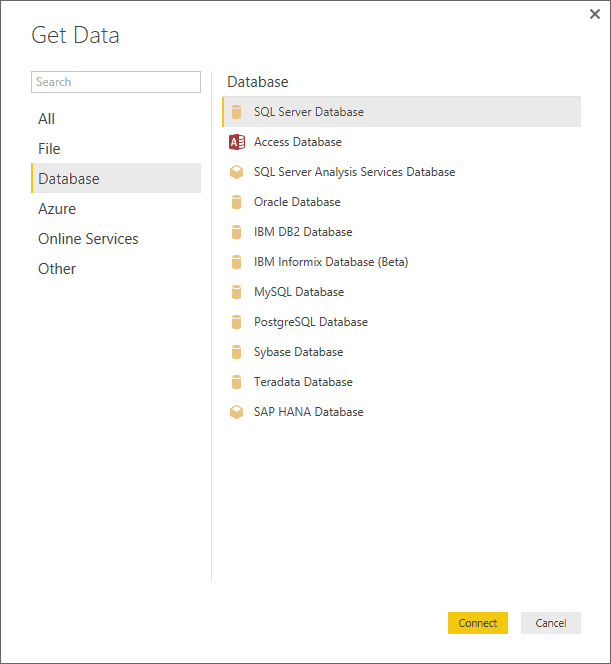 Get Data
Search
All
File
Database
Azure
Online Services
Other
Database
SQL Server Database
Access Database
SQL Server Analysis Services Database
Oracle Database
IBM DB2 Database
IBM Informix Database (Beta)
MySQL Database
PostgreSQL Database
Sybase Database
Teradata Database
SAP HANA Database
Connect
Cancel